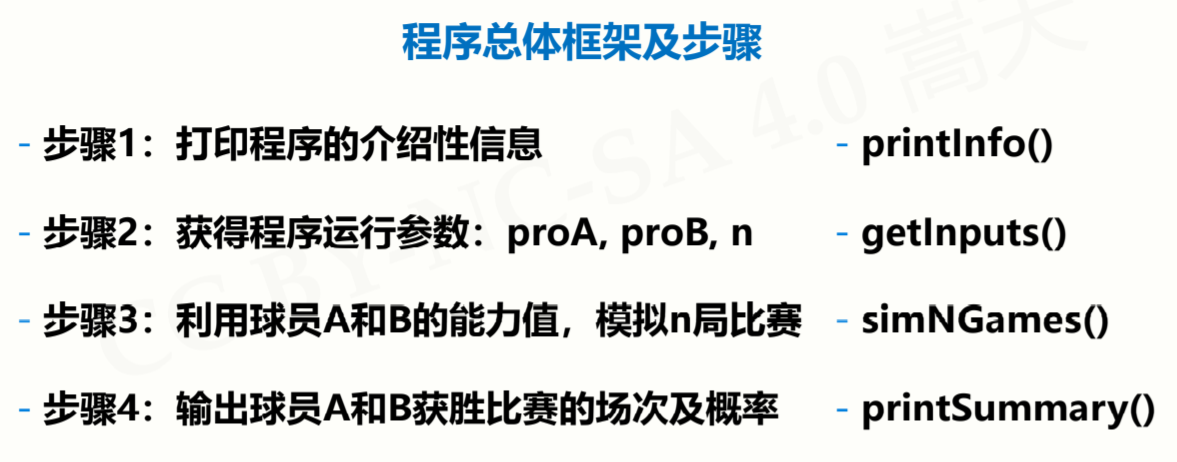 程序总体框架及步骤
- 步骤1：打印程序的介绍性信息 - printInfo()
- 步骤2：获得程序运行参数：proA, proB, n - getInputs()
- 步骤3：利用球员A和B的能力值，模拟n局比赛 - simNGames()
- 步骤4：输出球员A和B获胜比赛的场次及概率 - printSummary()
CC BY-NC-SA 4.0 嵩天